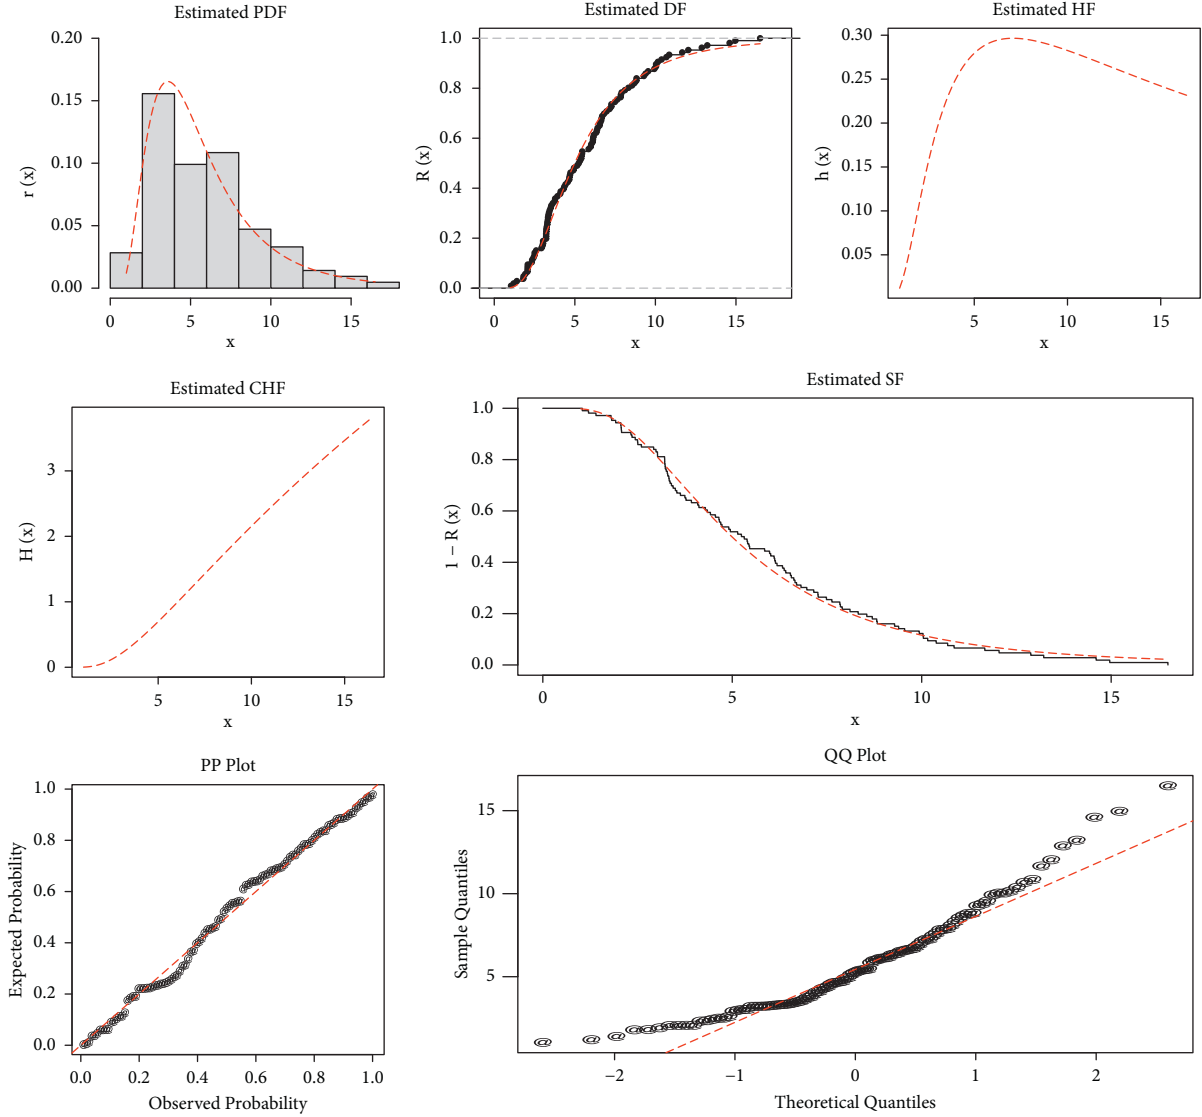 Estimated PDF
0.20
0.15
0.10
0.05
0.00
r (x)
0 5 10 15
x
Estimated DF
1.0
0.8
0.6
0.4
0.2
0.0
R (x)
0 5 10 15
x
Estimated HF
0.30
0.25
0.20
0.15
0.10
0.05
h (x)
5 10 15
x
Estimated CHF
3
2
1
0
H (x)
5 10 15
x
Estimated SF
1.0
0.8
0.6
0.4
0.2
0.0
1 − R (x)
0 5 10 15
x
PP Plot
1.0
0.8
0.6
0.4
0.2
0.0
Expected Probability
0.0 0.2 0.4 0.6 0.8 1.0
Observed Probability
QQ Plot
15
10
5
Sample Quantiles
−2 −1 0 1 2
Theoretical Quantiles